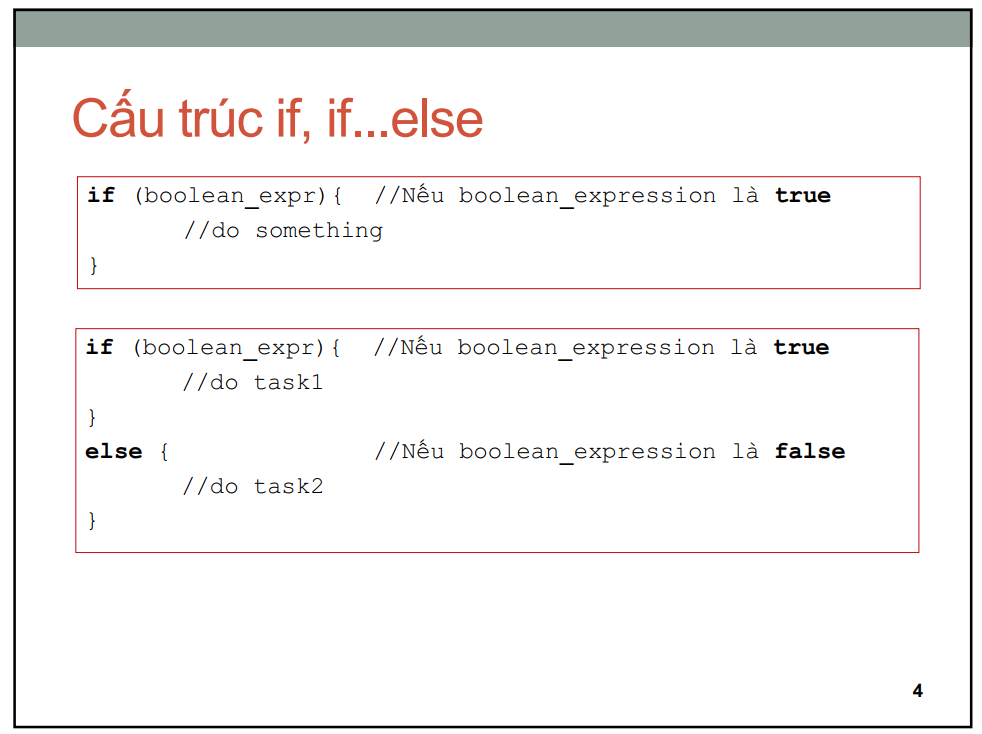 Cấu trúc if, if...else
if (boolean_expr){ //Nếu boolean_expression là true
//do something
}
if (boolean_expr){ //Nếu boolean_expression là true
//do task1
}
else { //Nếu boolean_expression là false
//do task2
}
4